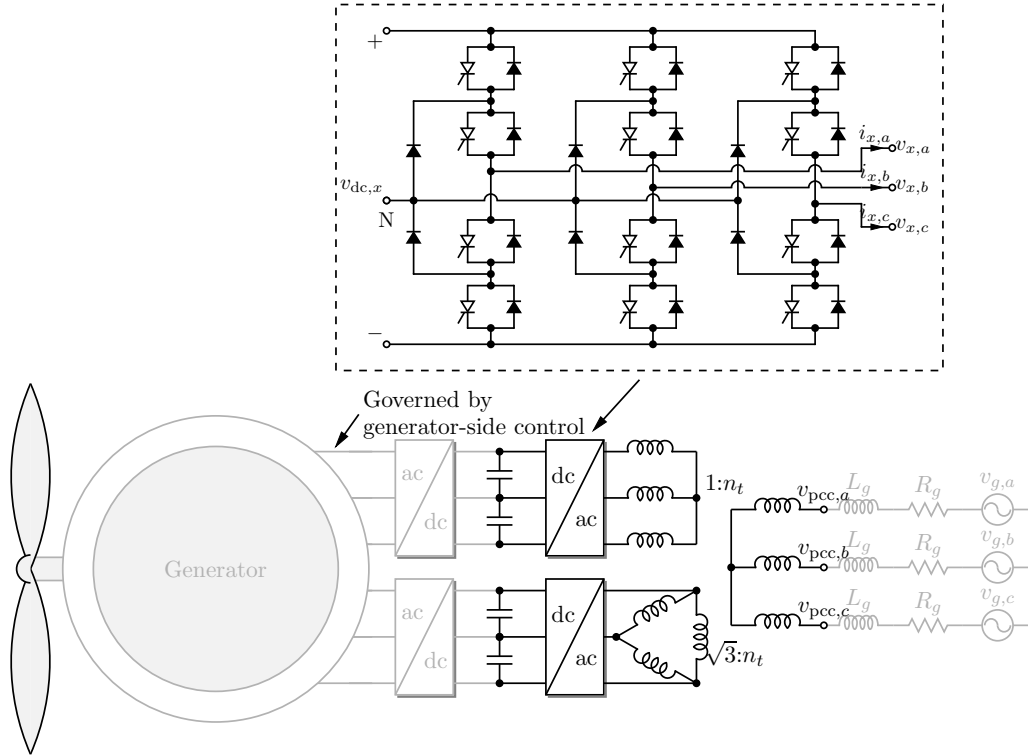 +
i_{x,a}
v_{x,a}
v_{dc,x}
i_{x,b}
v_{x,b}
N
i_{x,c}
v_{x,c}
−
Governed by
generator-side control
ac
dc
dc
ac
1:n_t
v_{pcc,a}
L_g
R_g
v_{g,a}
Generator
v_{pcc,b}
L_g
R_g
v_{g,b}
ac
dc
dc
ac
√3:n_t
v_{pcc,c}
L_g
R_g
v_{g,c}